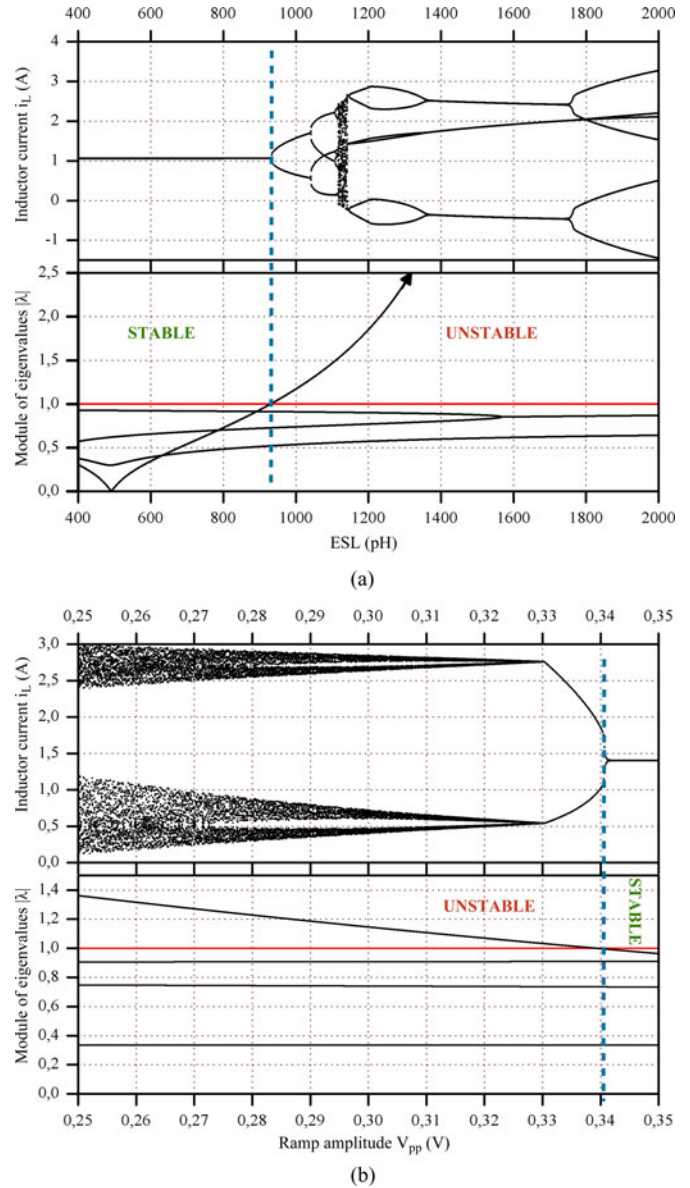 400 600 800 1000 1200 1400 1600 1800 2000
4
3
2
1
0
-1
Inductor current iL (A)
2,5
2,0
1,5
1,0
0,5
0,0
Module of eigenvalues |λ|
STABLE UNSTABLE
400 600 800 1000 1200 1400 1600 1800 2000
ESL (pH)
(a)
0,25 0,26 0,27 0,28 0,29 0,30 0,31 0,32 0,33 0,34 0,35
3,0
2,5
2,0
1,5
1,0
0,5
0,0
Inductor current iL (A)
1,4
1,2
1,0
0,8
0,6
0,4
0,2
0,0
Module of eigenvalues |λ|
UNSTABLE
STABLE
0,25 0,26 0,27 0,28 0,29 0,30 0,31 0,32 0,33 0,34 0,35
Ramp amplitude Vpp (V)
(b)